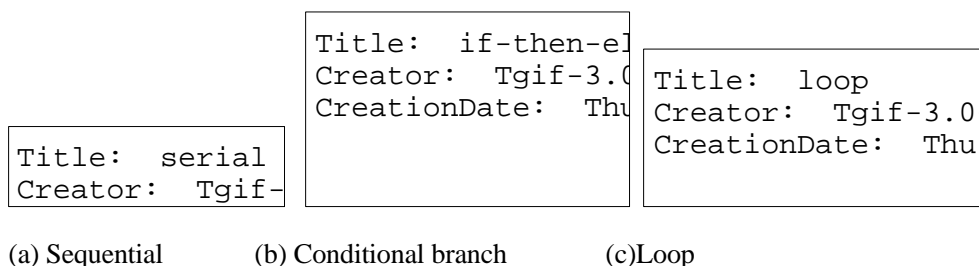 Title: serial
Creator: Tgif-
Title: if-then-el
Creator: Tgif-3.0
CreationDate: Thu
Title: loop
Creator: Tgif-3.0
CreationDate: Thu
(a) Sequential (b) Conditional branch (c)Loop